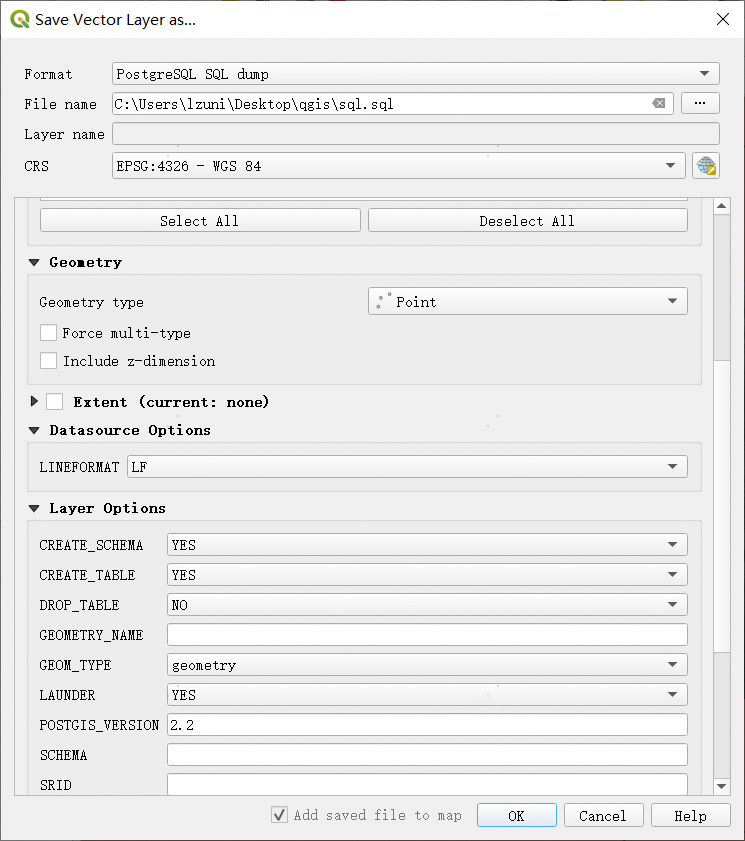 Save Vector Layer as...
Format PostgreSQL SQL dump
File name C:\Users\lzuni\Desktop\qgis\sql.sql ...
Layer name
CRS EPSG:4326 - WGS 84
Select All Deselect All
Geometry
Geometry type Point
Force multi-type
Include z-dimension
Extent (current: none)
Datasource Options
LINEFORMAT LF
Layer Options
CREATE_SCHEMA YES
CREATE_TABLE YES
DROP_TABLE NO
GEOMETRY_NAME
GEOM_TYPE geometry
LAUNDER YES
POSTGIS_VERSION 2.2
SCHEMA
SRID
Add saved file to map OK Cancel Help